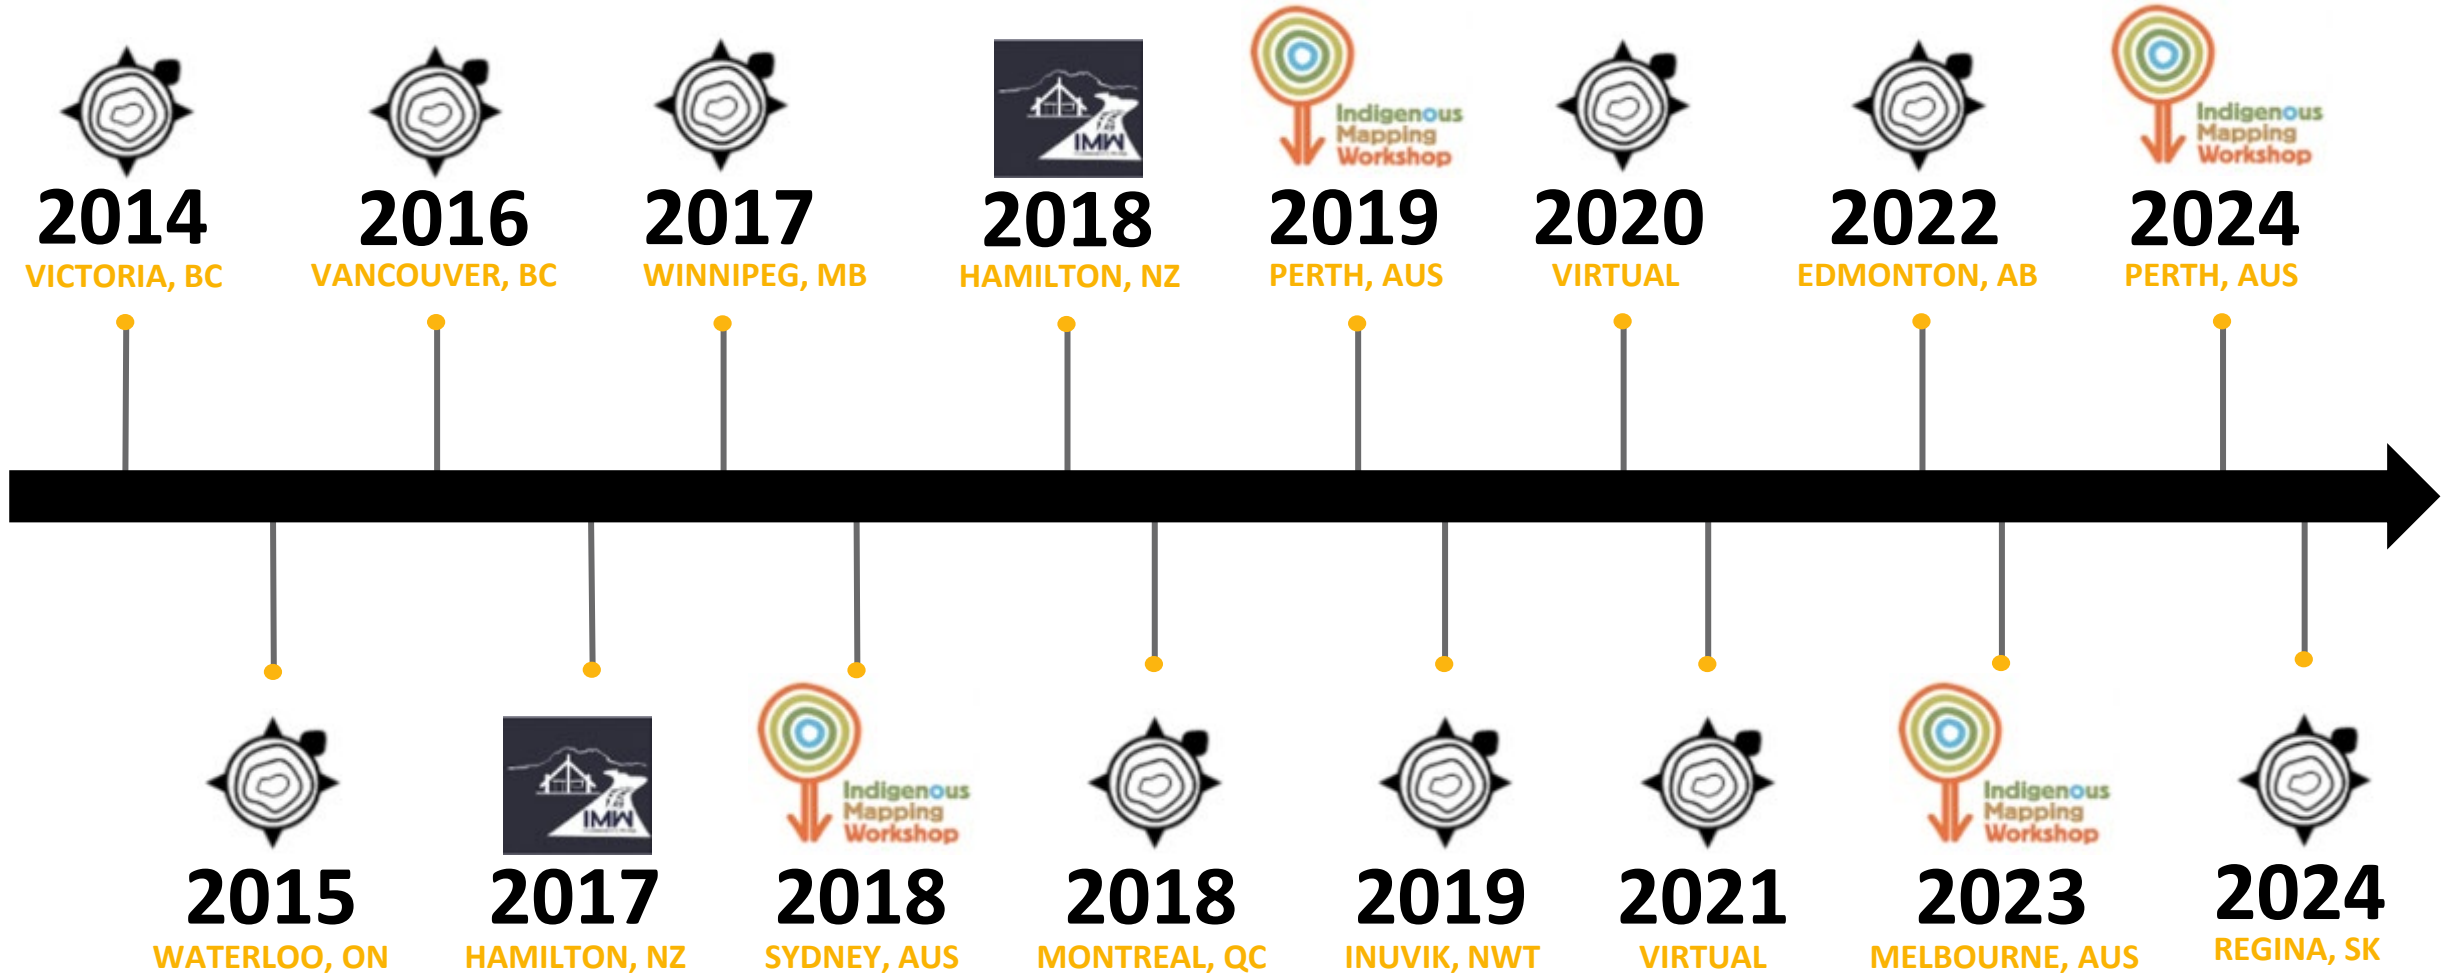 2014
VICTORIA, BC
2016
VANCOUVER, BC
2017
WINNIPEG, MB
IMW
2018
HAMILTON, NZ
Indigenous
Mapping
Workshop
2019
PERTH, AUS
2020
VIRTUAL
2022
EDMONTON, AB
Indigenous
Mapping
Workshop
2024
PERTH, AUS
2015
WATERLOO, ON
IMW
2017
HAMILTON, NZ
Indigenous
Mapping
Workshop
2018
SYDNEY, AUS
2018
MONTREAL, QC
2019
INUVIK, NWT
2021
VIRTUAL
Indigenous
Mapping
Workshop
2023
MELBOURNE, AUS
2024
REGINA, SK